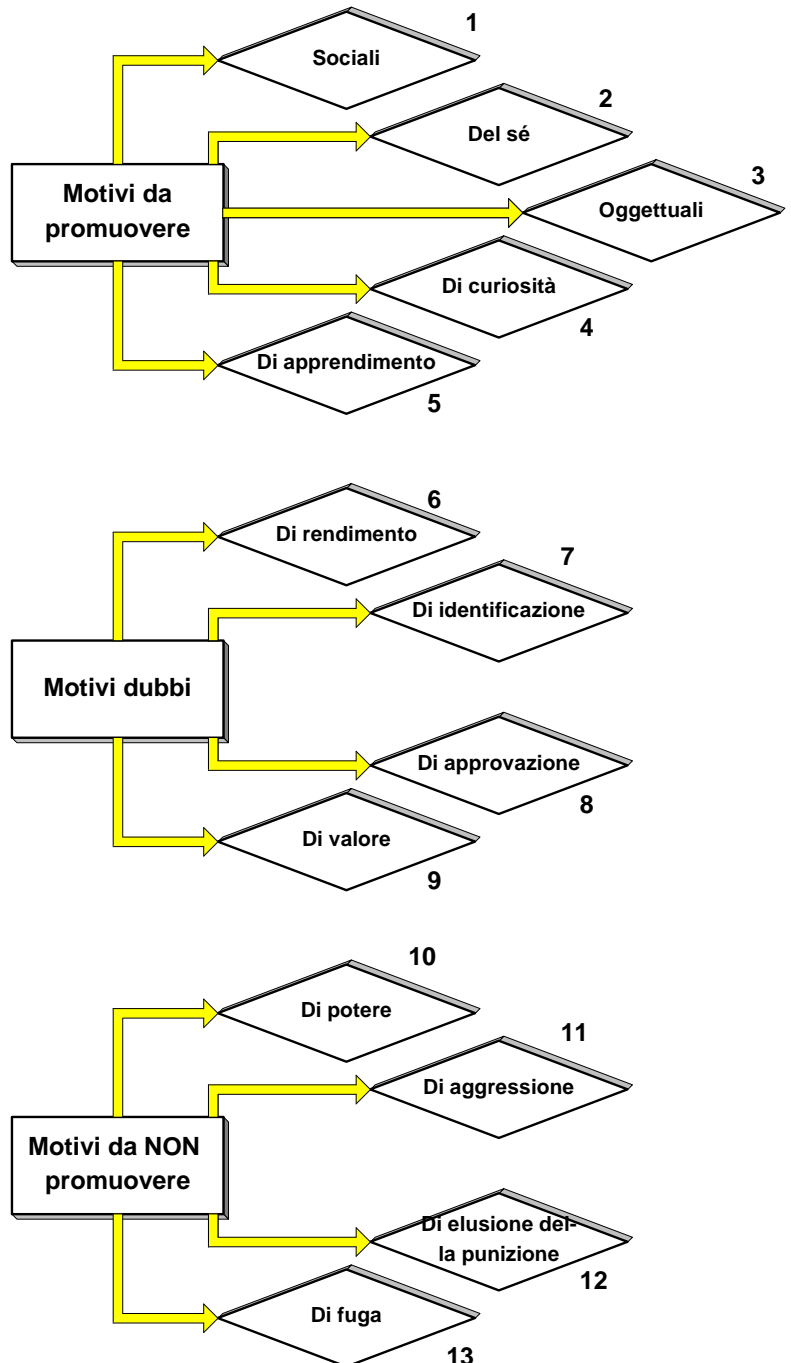 1
Sociali
2
Del sé
Motivi da
promuovere
3
Oggettuali
Di curiosità
4
Di apprendimento
5
6
Di rendimento
7
Di identificazione
Motivi dubbi
Di approvazione
8
Di valore
9
10
Di potere
11
Di aggressione
Motivi da NON
promuovere
Di elusione del-
la punizione
12
Di fuga
13